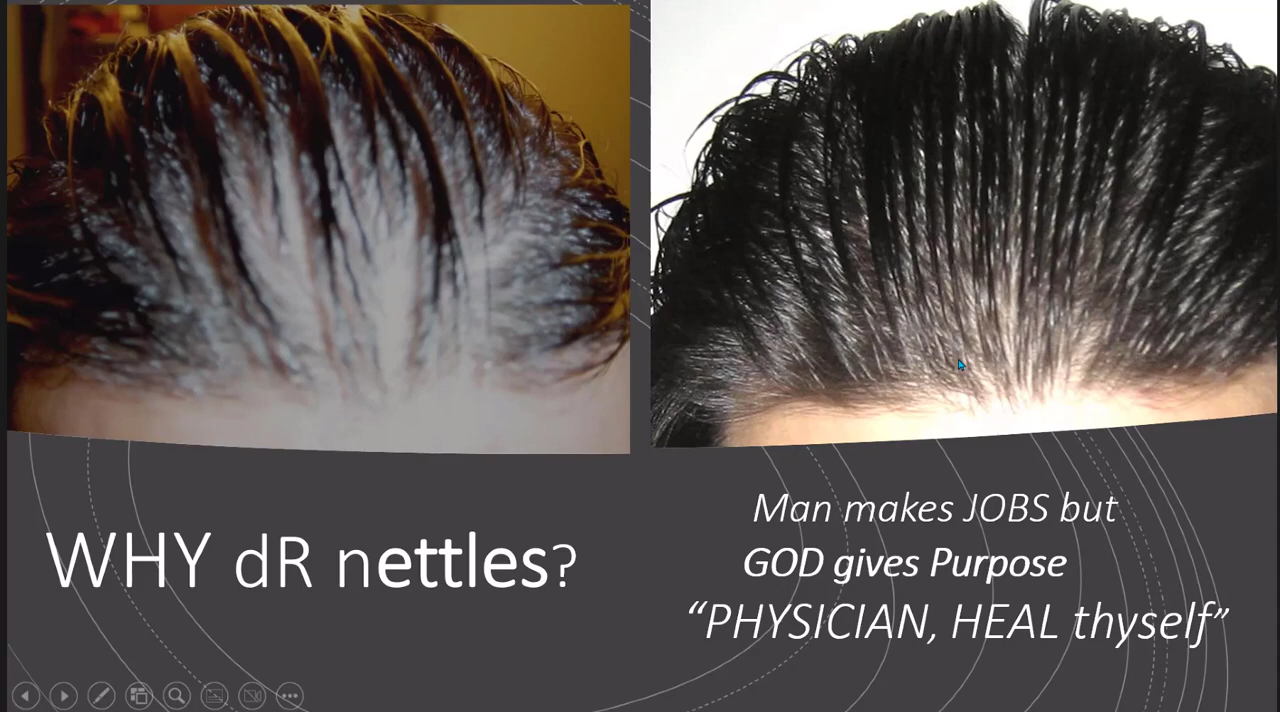 WHY dR nettles?
Man makes JOBS but
GOD gives Purpose
“PHYSICIAN, HEAL thyself”